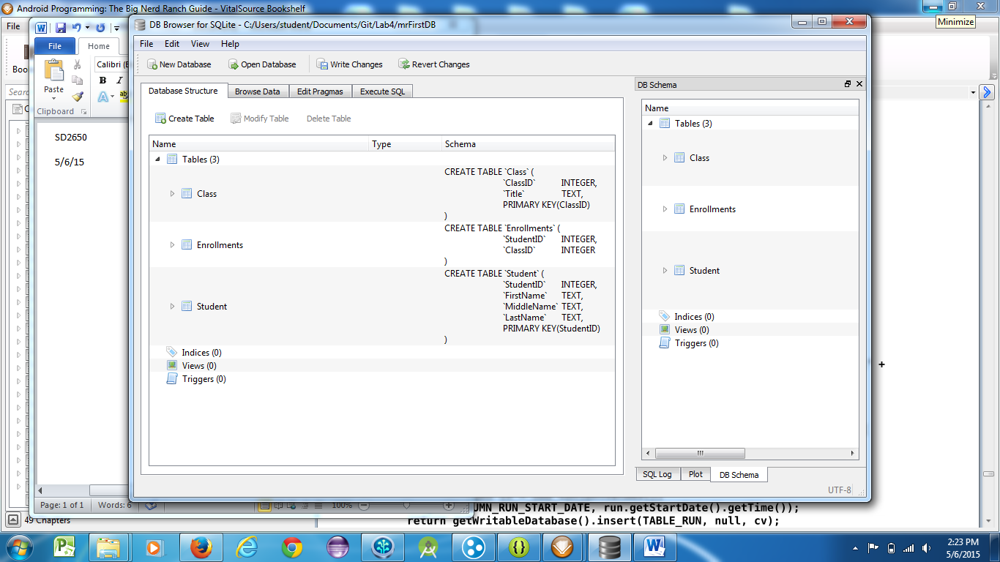 Android Programming: The Big Nerd Ranch Guide - VitalSource Bookshelf
Minimize
File
DB Browser for SQLite - C:/Users/student/Documents/Git/Lab4/mrFirstDB
File Edit View Help
New Database Open Database Write Changes Revert Changes
File Home
Calibri
B I
Paste
Clipboard
SD2650
5/6/15
Database Structure Browse Data Edit Pragmas Execute SQL
Create Table Modify Table Delete Table
Name Type Schema
Tables (3)
Class
CREATE TABLE `Class` (
`ClassID` INTEGER,
`Title` TEXT,
PRIMARY KEY(ClassID)
)
Enrollments
CREATE TABLE `Enrollments` (
`StudentID` INTEGER,
`ClassID` INTEGER
)
Student
CREATE TABLE `Student` (
`StudentID` INTEGER,
`FirstName` TEXT,
`MiddleName` TEXT,
`LastName` TEXT,
PRIMARY KEY(StudentID)
)
Indices (0)
Views (0)
Triggers (0)
DB Schema
Name
Tables (3)
Class
Enrollments
Student
Indices (0)
Views (0)
Triggers (0)
SQL Log Plot DB Schema
UTF-8
Page: 1 of 1 Words: 6 100%
49 Chapters
UMN_RUN_START_DATE, run.getStartDate().getTime());
return getWritableDatabase().insert(TABLE_RUN, null, cv);
2:23 PM
5/6/2015